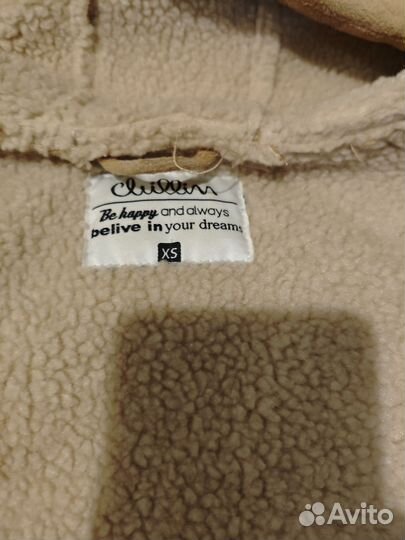 Chillin
Be happy and always
belive in your dreams
XS
Avito